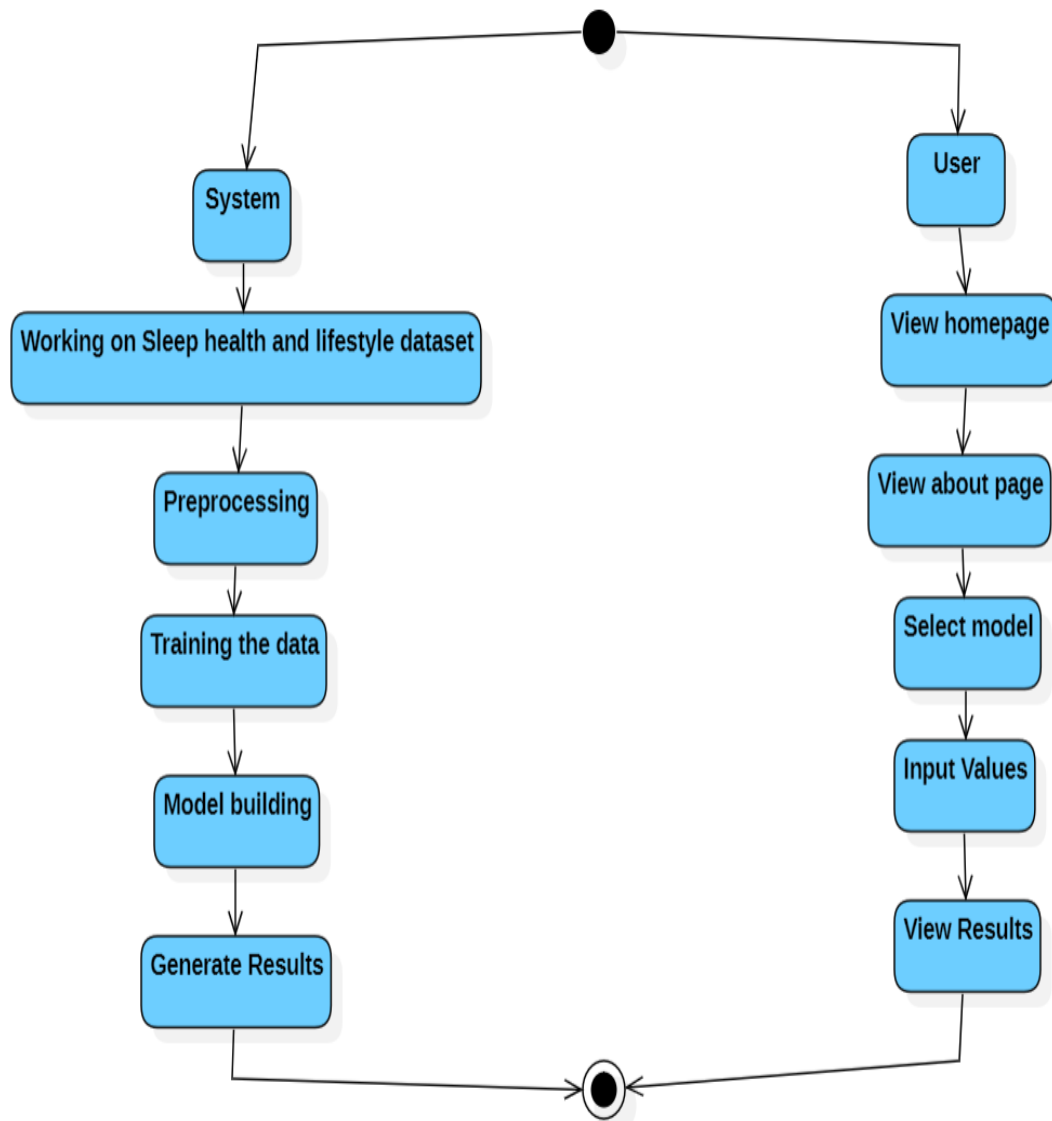 System
Working on Sleep health and lifestyle dataset
Preprocessing
Training the data
Model building
Generate Results
User
View homepage
View about page
Select model
Input Values
View Results